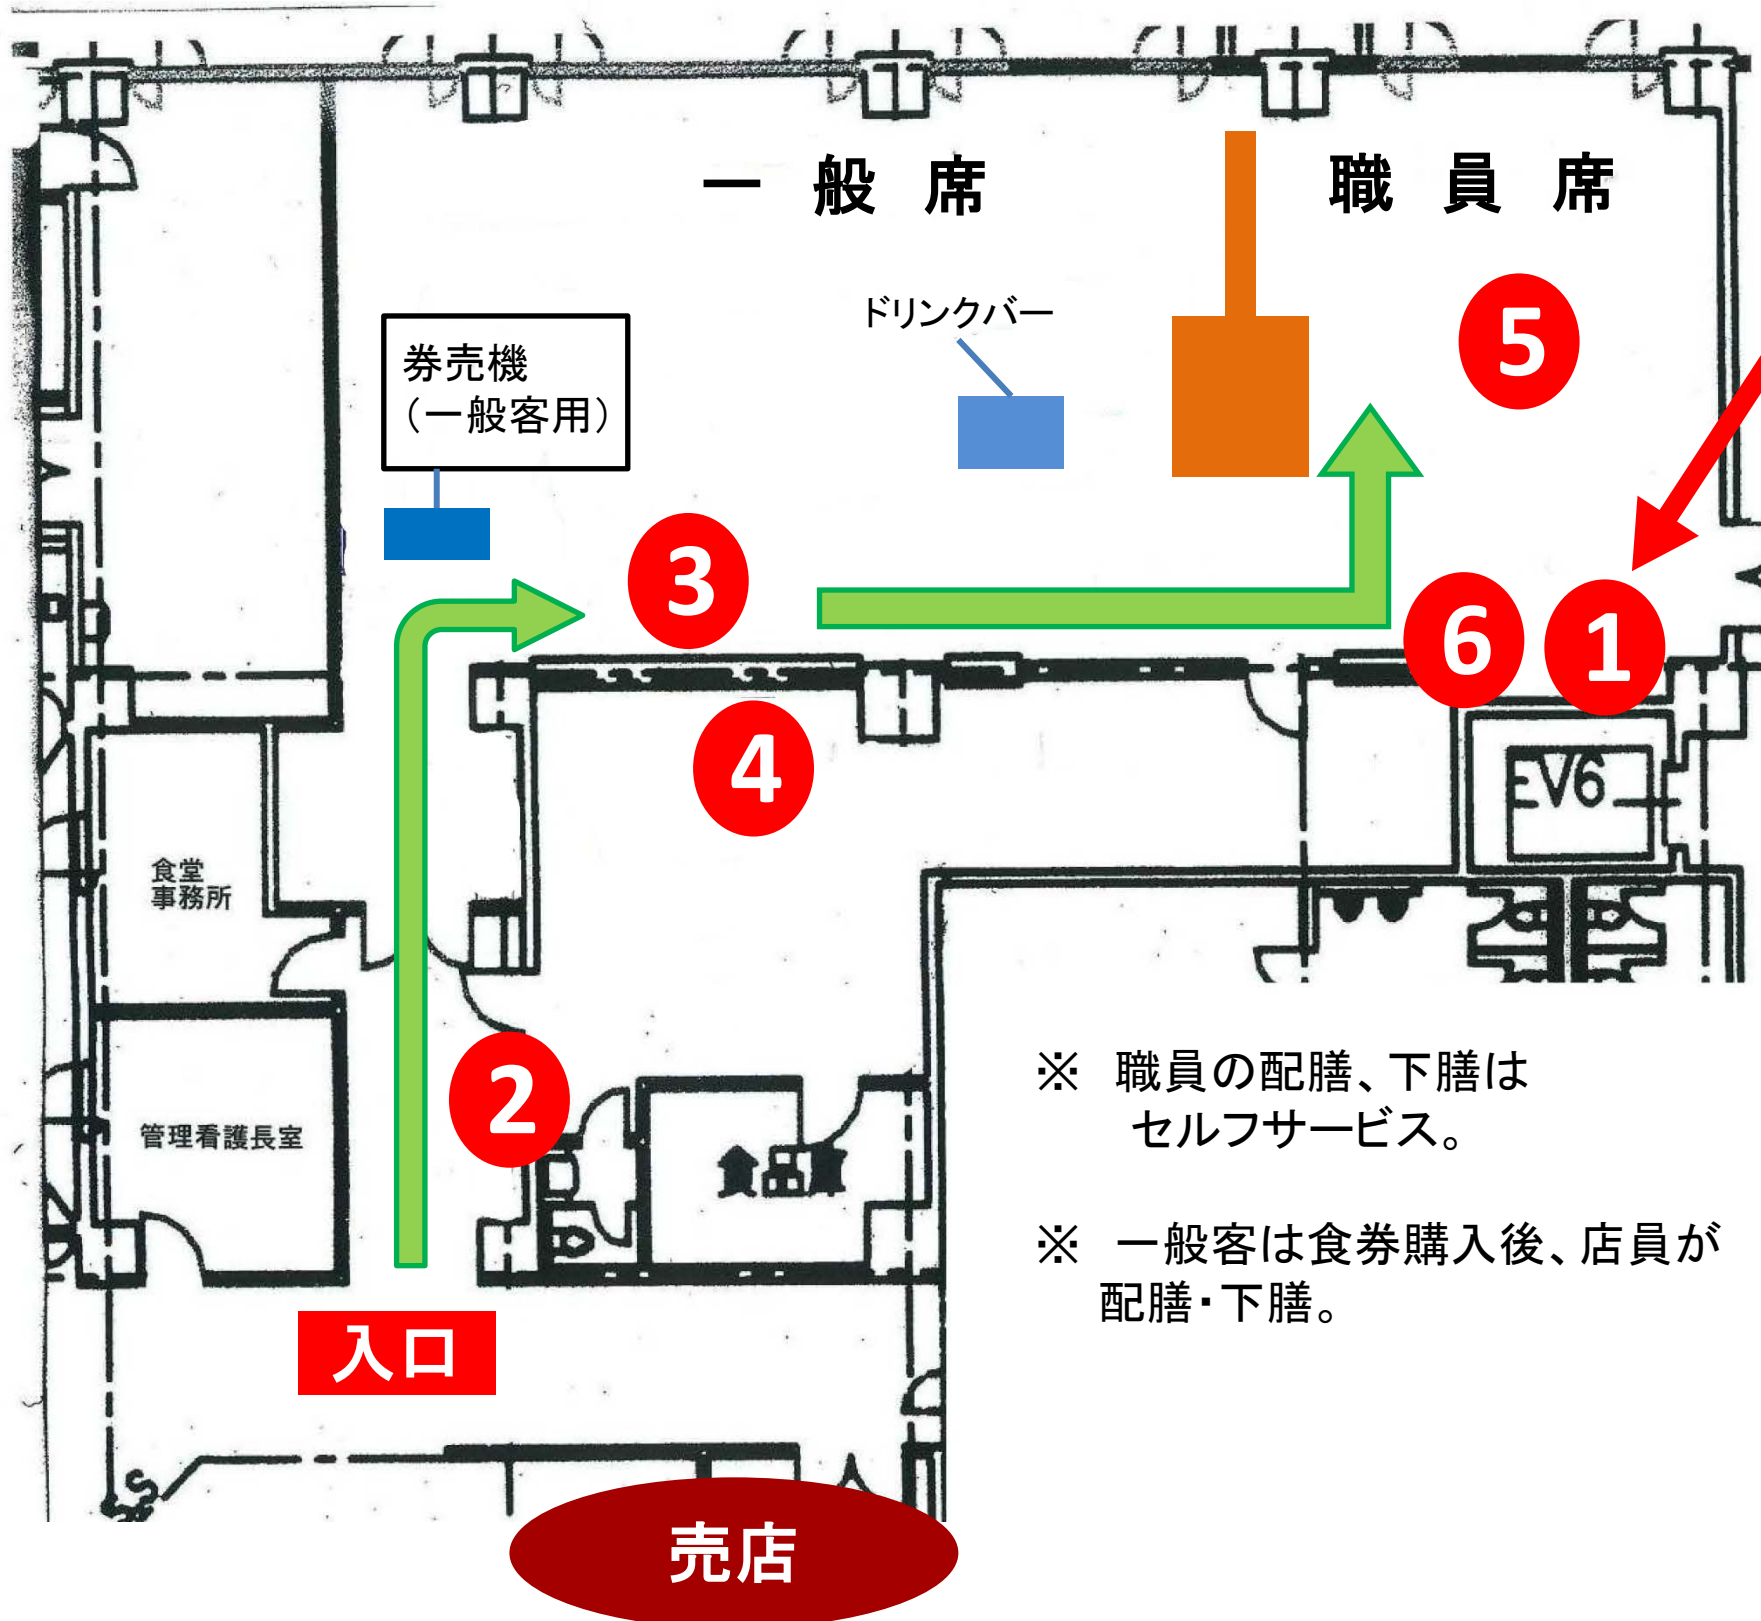 一般席
職員席
ドリンクバー
券売機
（一般客用）
5
3
6
1
4
EV6
食堂
事務所
2
管理看護長室
食品庫
※　職員の配膳、下膳は
セルフサービス。
※　一般客は食券購入後、店員が
配膳・下膳。
入口
売店